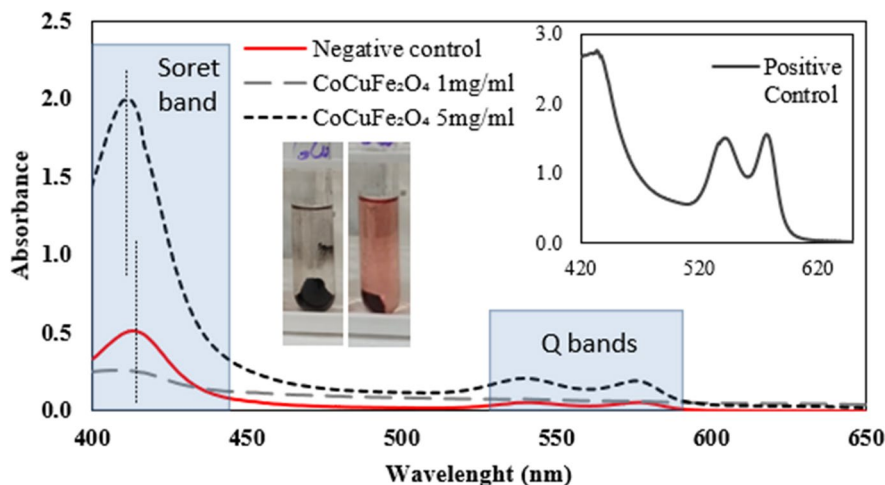 Absorbance
2.5
2.0
1.5
1.0
0.5
0.0
Soret
band
Negative control
CoCuFe₂O₄ 1mg/ml
CoCuFe₂O₄ 5mg/ml
3.0
2.0
1.0
0.0
Positive
Control
420
520
620
Q bands
400
450
500
550
600
650
Wavelenght (nm)